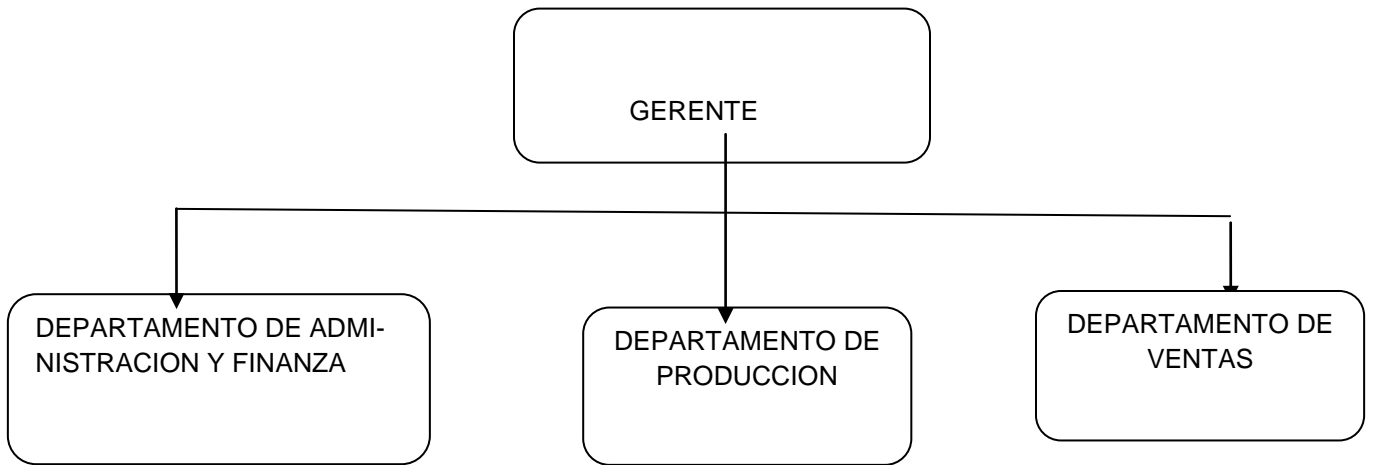 GERENTE
DEPARTAMENTO DE ADMI-
NISTRACION Y FINANZA
DEPARTAMENTO DE
PRODUCCION
DEPARTAMENTO DE
VENTAS